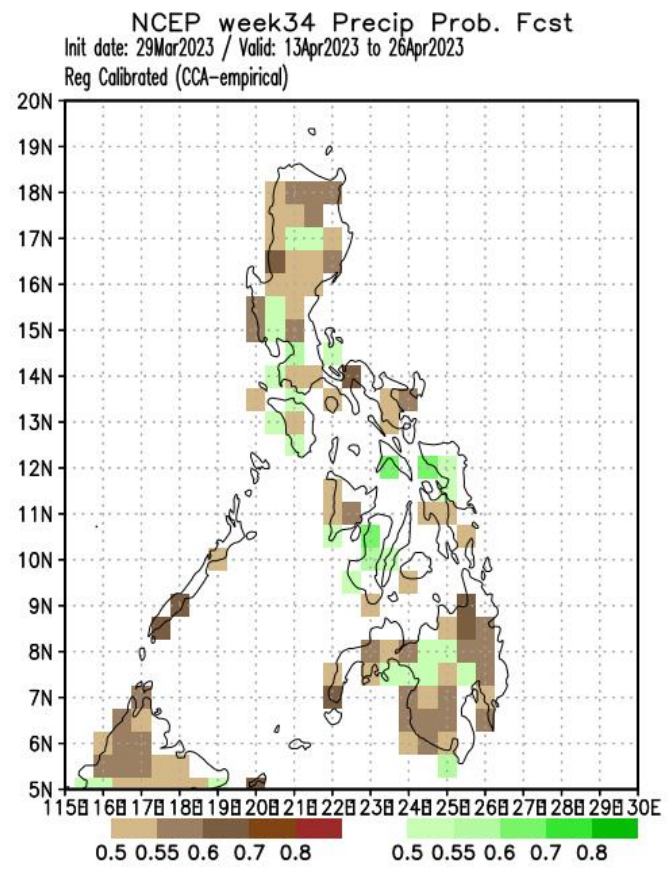 NCEP week34 Precip Prob. Fcst
Init date: 29Mar2023 / Valid: 13Apr2023 to 26Apr2023
Reg Calibrated (CCA-empirical)
20N
19N
18N
17N
16N
15N
14N
13N
12N
11N
10N
9N
8N
7N
6N
5N
115E 116E 117E 118E 119E 120E 121E 122E 123E 124E 125E 126E 127E 128E 129E 130E
0.5 0.55 0.6 0.7 0.8 0.5 0.55 0.6 0.7 0.8